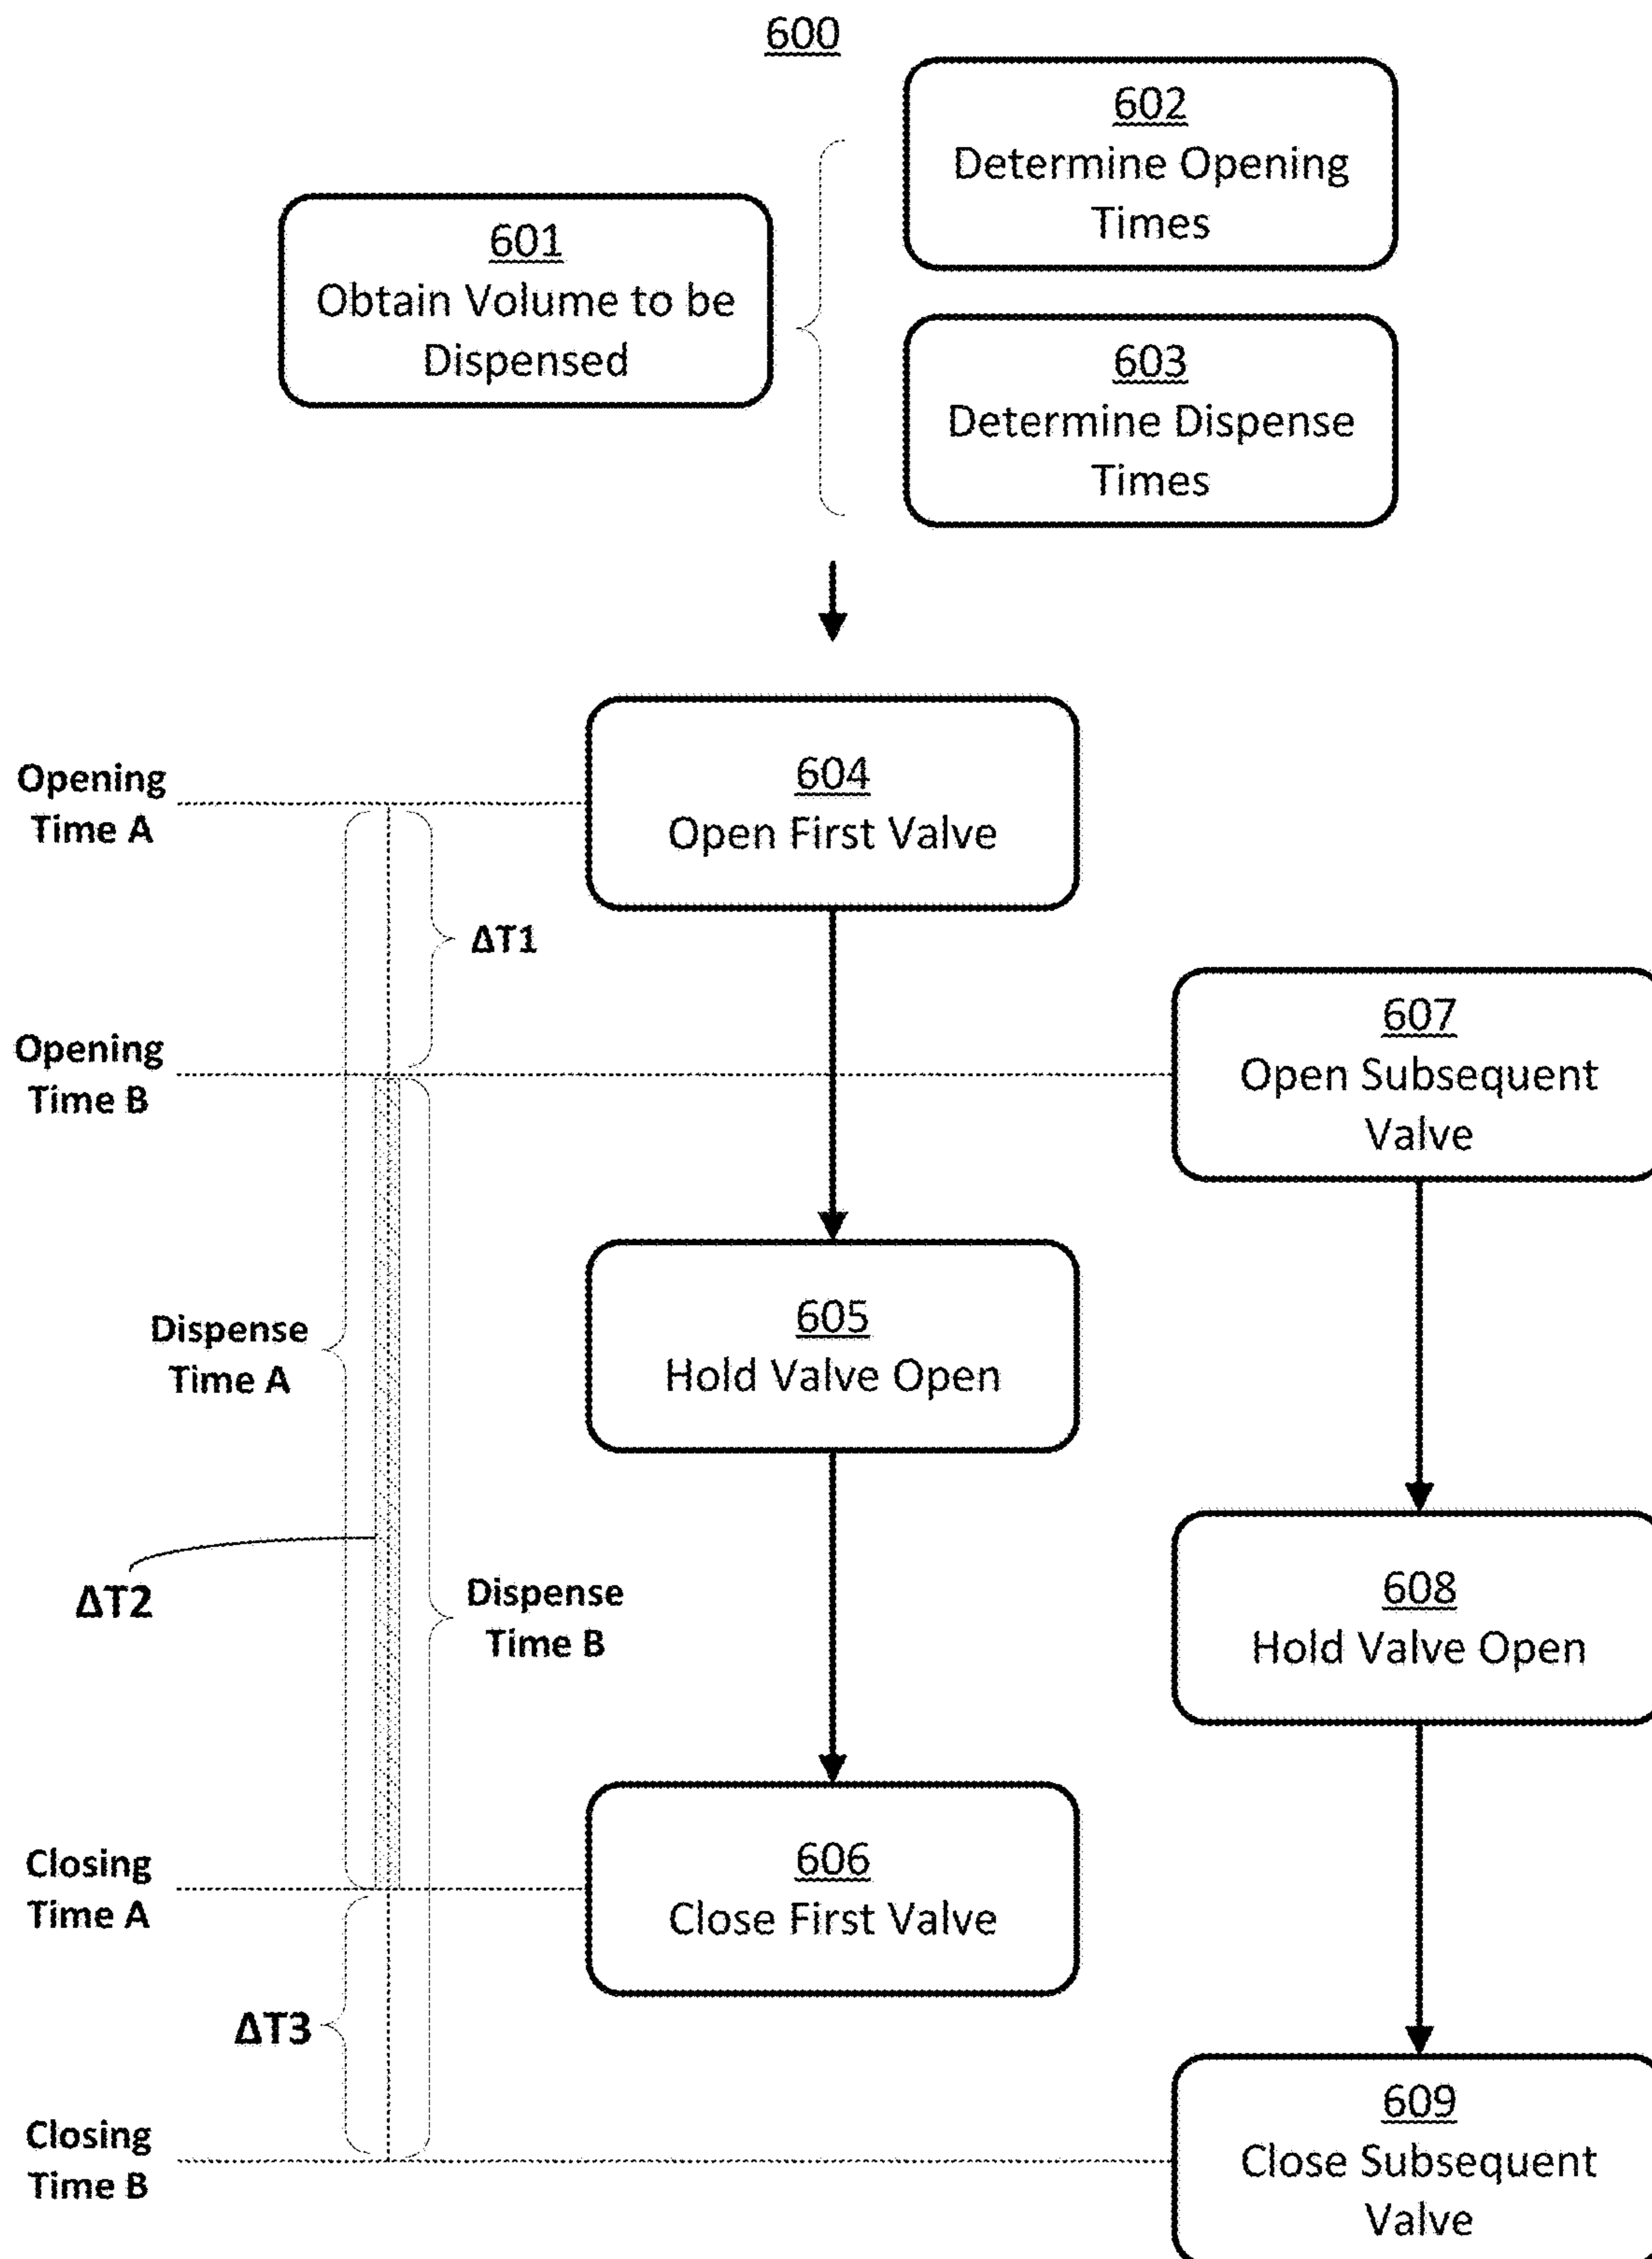 600
601
Obtain Volume to be
Dispensed
602
Determine Opening
Times
603
Determine Dispense
Times
Opening
Time A
604
Open First Valve
ΔT1
Opening
Time B
607
Open Subsequent
Valve
605
Hold Valve Open
Dispense
Time A
ΔT2
Dispense
Time B
608
Hold Valve Open
Closing
Time A
606
Close First Valve
ΔT3
Closing
Time B
609
Close Subsequent
Valve